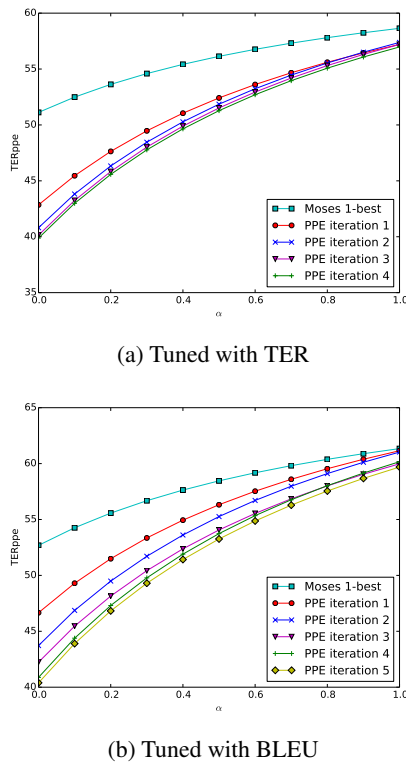 60
55
50
45
40
35
TERppe
0.0 0.2 0.4 0.6 0.8 1.0
α
Moses 1-best
PPE iteration 1
PPE iteration 2
PPE iteration 3
PPE iteration 4
(a) Tuned with TER
65
60
55
50
45
40
TERppe
0.0 0.2 0.4 0.6 0.8 1.0
α
Moses 1-best
PPE iteration 1
PPE iteration 2
PPE iteration 3
PPE iteration 4
PPE iteration 5
(b) Tuned with BLEU